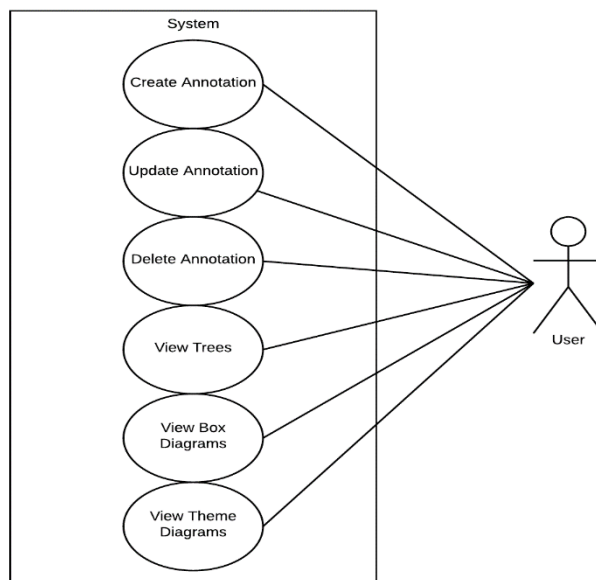 System
Create Annotation
Update Annotation
Delete Annotation
View Trees
View Box
Diagrams
View Theme
Diagrams
User